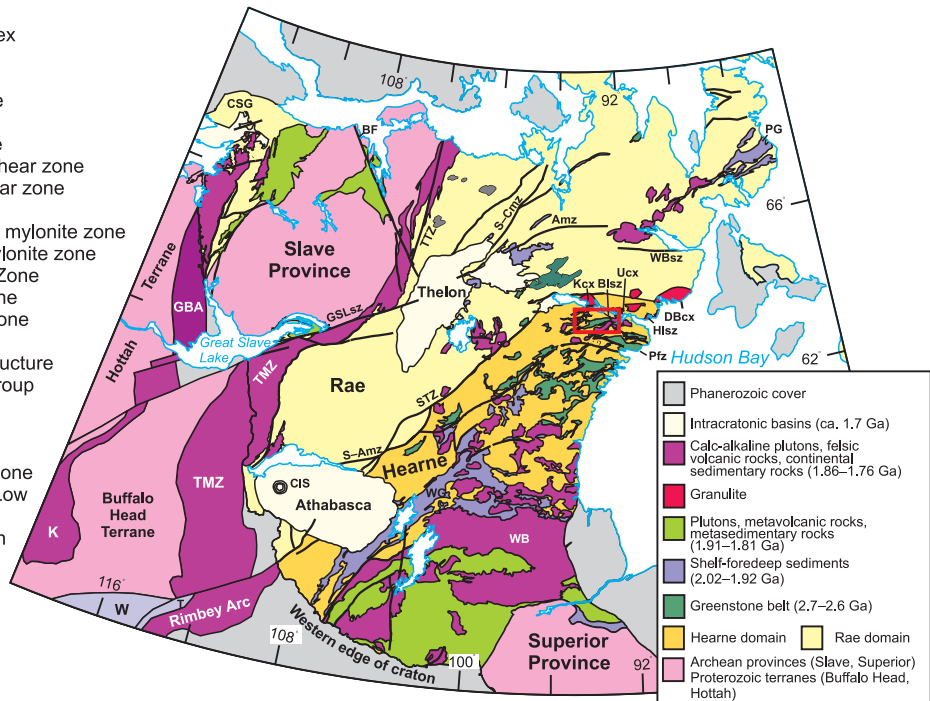 ex
e
e
hear zone
ar zone
mylonite zone
ylonite zone
Zone
ne
one
ucture
roup
one
Low
n
108°
92
66°
62°
CSG
BF
PG
TTZ
S–Cmz
Amz
WBsz
Slave
Province
Thelon
Kcx
BIsz
Ucx
DBcx
HIsz
Pfz
Terrane
Hottah
GBA
GSLsz
Great Slave
Lake
TMZ
Hudson Bay
Rae
STZ
S–Amz
Hearne
CIS
Athabasca
WG
TMZ
Buffalo
Head
Terrane
K
WB
116°
W
T
Rimbey Arc
108°
Western edge of craton
100°
Superior
Province
92
Phanerozoic cover
Intracratonic basins (ca. 1.7 Ga)
Calc-alkaline plutons, felsic
volcanic rocks, continental
sedimentary rocks (1.86–1.76 Ga)
Granulite
Plutons, metavolcanic rocks,
metasedimentary rocks
(1.91–1.81 Ga)
Shelf-foredeep sediments
(2.02–1.92 Ga)
Greenstone belt (2.7–2.6 Ga)
Hearne domain
Rae domain
Archean provinces (Slave, Superior)
Proterozoic terranes (Buffalo Head,
Hottah)